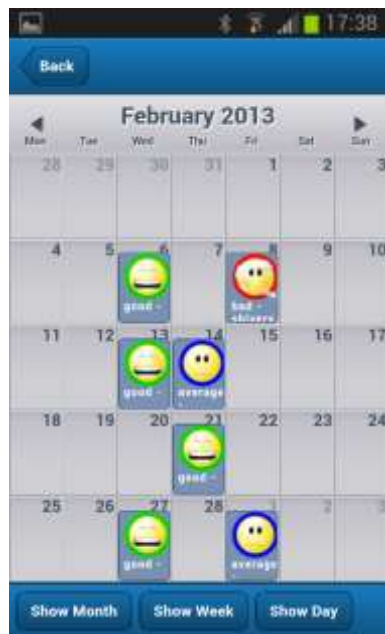 17:38
Back
February 2013
Mon Tue Wed Thu Fri Sat Sun
28 29 30 31 1 2 3
4 5 6 7 8 9 10
good - bad -
shivers
11 12 13 14 15 16 17
good - average
18 19 20 21 22 23 24
good -
25 26 27 28 1 2 3
good - average
Show Month Show Week Show Day